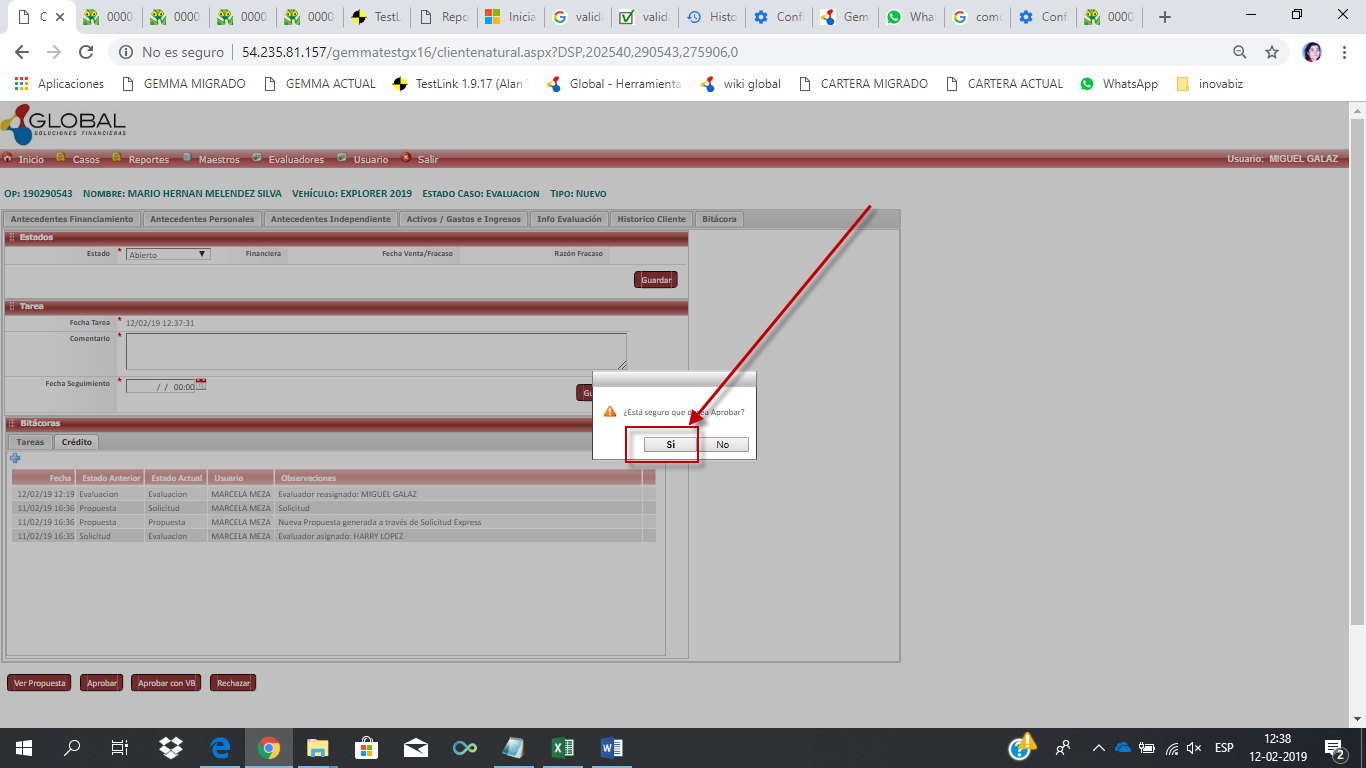 C 0000 0000 0000 0000 TestL Repo Inicia valida valida Histo Confi Gem WhaT como Conf 0000
No es seguro 54.235.81.157/gemmatestgx16/clientenatural.aspx?DSP,202540,290543,275906,0
Aplicaciones GEMMA MIGRADO GEMMA ACTUAL TestLink 1.9.17 (Alan Global - Herramienta wiki global CARTERA MIGRADO CARTERA ACTUAL WhatsApp inovabiz
GLOBAL
SOLUCIONES FINANCIERAS
Inicio Casos Reportes Maestros Evaluadores Usuario Salir Usuario: MIGUEL GALAZ
OP: 190290543 NOMBRE: MARIO HERNAN MELENDEZ SILVA VEHÍCULO: EXPLORER 2019 ESTADO CASO: EVALUACION TIPO: NUEVO
Antecedentes Financiamiento Antecedentes Personales Antecedentes Independiente Activos / Gastos e Ingresos Info Evaluación Historico Cliente Bitácora
Estados
Estado * Abierto Financiera Fecha Venta/Fracaso Razón Fracaso
Guardar
Tarea
Fecha Tarea * 12/02/19 12:37:31
Comentario *
Fecha Seguimiento * / / 00:00 Gu
¿Está seguro que desea Aprobar?
Sí No
Bitácoras
Tareas Crédito
Fecha Estado Anterior Estado Actual Usuario Observaciones
12/02/19 12:19 Evaluacion Evaluacion MARCELA MEZA Evaluador reasignado: MIGUEL GALAZ
11/02/19 16:36 Propuesta Solicitud MARCELA MEZA Solicitud
11/02/19 16:36 Propuesta Propuesta MARCELA MEZA Nueva Propuesta generada a través de Solicitud Express
11/02/19 16:35 Solicitud Evaluacion MARCELA MEZA Evaluador asignado: HARRY LOPEZ
Ver Propuesta Aprobar Aprobar con VB Rechazar
ESP 12:38
12-02-2019 2